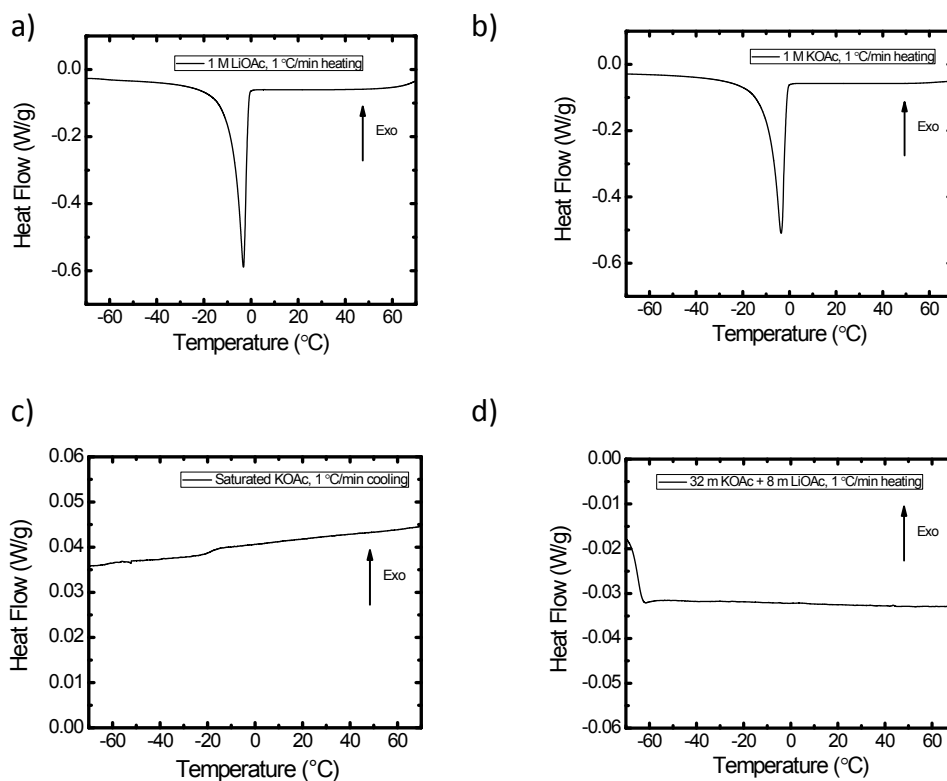 a)
1 M LiOAc, 1 °C/min heating
Exo
0.0
-0.2
-0.4
-0.6
Heat Flow (W/g)
-60 -40 -20 0 20 40 60
Temperature (°C)
b)
1 M KOAc, 1 °C/min heating
Exo
0.0
-0.2
-0.4
-0.6
Heat Flow (W/g)
-60 -40 -20 0 20 40 60
Temperature (°C)
c)
Saturated KOAc, 1 °C/min cooling
Exo
0.06
0.05
0.04
0.03
0.02
0.01
0.00
Heat Flow (W/g)
-60 -40 -20 0 20 40 60
Temperature (°C)
d)
32 m KOAc + 8 m LiOAc, 1 °C/min heating
Exo
0.00
-0.01
-0.02
-0.03
-0.04
-0.05
-0.06
Heat Flow (W/g)
-60 -40 -20 0 20 40 60
Temperature (°C)